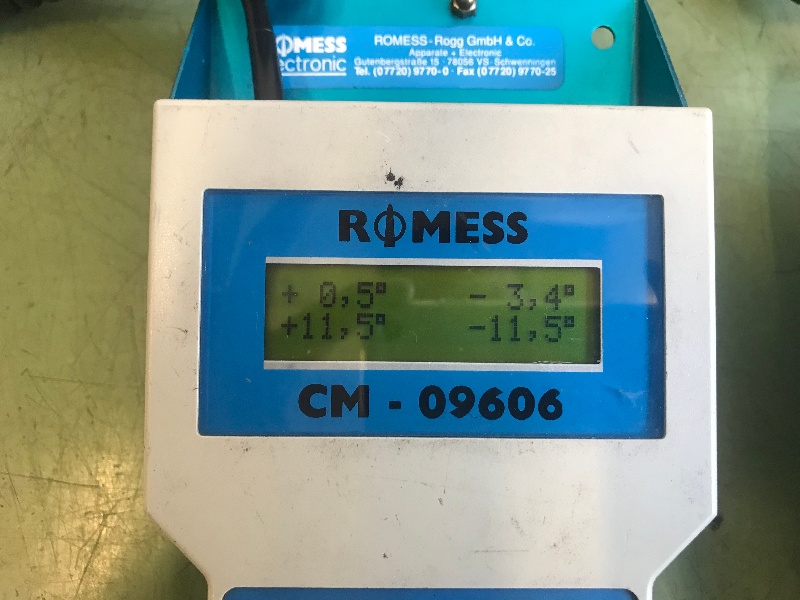 ROMESS
ectronic
ROMESS-Rogg GmbH & Co.
Apparate + Electronic
Gutenbergstraße 15 · 78056 VS-Schwenningen
Tel. (07720) 9770-0 · Fax (07720) 9770-25
ROMESS
+ 0,5° - 3,4°
+11,5° -11,5°
CM - 09606